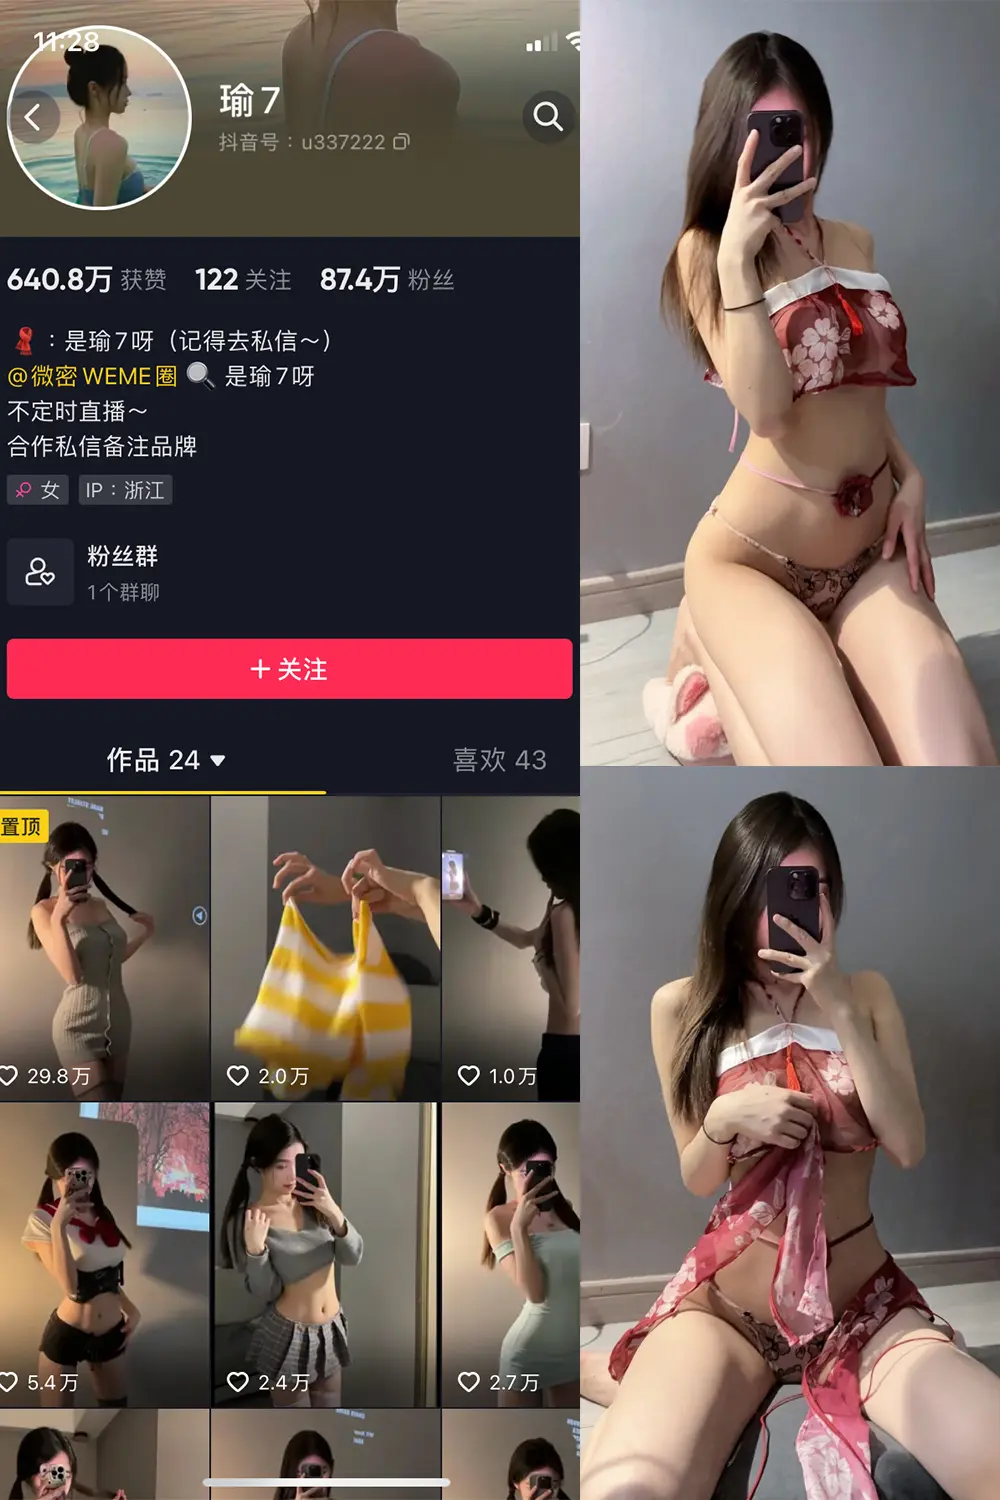 11:28
瑜7
抖音号：u337222
640.8万 获赞 122 关注 87.4万 粉丝
：是瑜7呀（记得去私信～）
@微密WEME圈 是瑜7呀
不定时直播～
合作私信备注品牌
女 IP：浙江
粉丝群
1个群聊
+ 关注
作品 24 喜欢 43
置顶
29.8万 2.0万 1.0万
5.4万 2.4万 2.7万